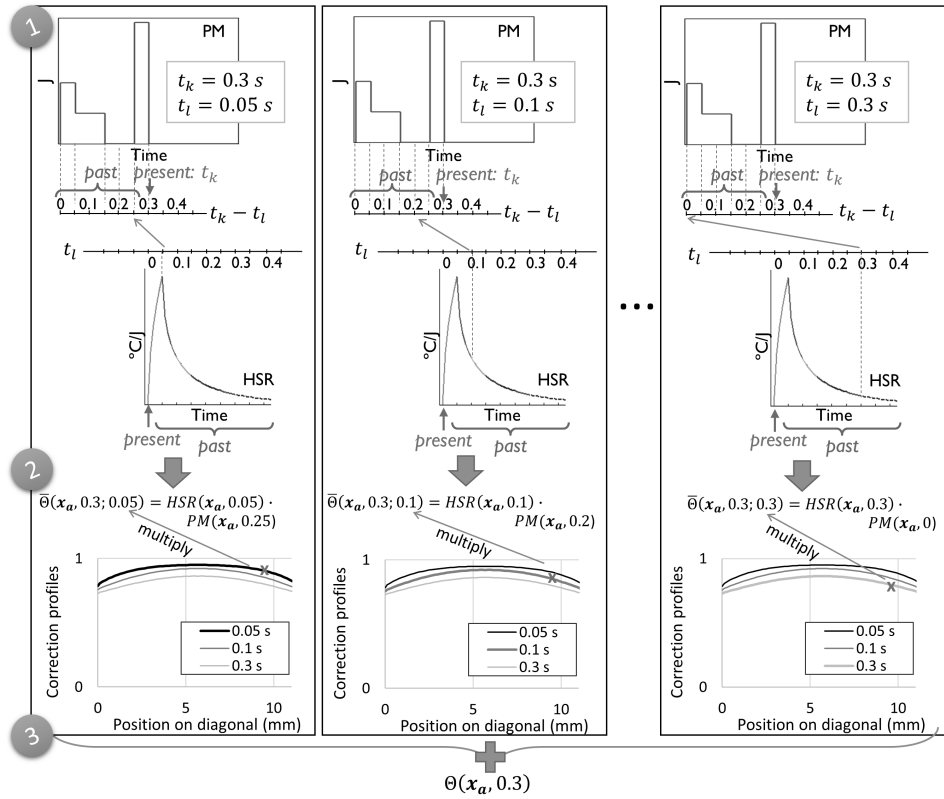 1
PM
J
t_k = 0.3 s
t_l = 0.05 s
Time
past present: t_k
0 0.1 0.2 0.3 0.4
t_k − t_l
t_l
0 0.1 0.2 0.3 0.4
°C/J
HSR
Time
present
past
PM
J
t_k = 0.3 s
t_l = 0.1 s
Time
past present: t_k
0 0.1 0.2 0.3 0.4
t_k − t_l
t_l
0 0.1 0.2 0.3 0.4
°C/J
HSR
Time
present
past
...
PM
J
t_k = 0.3 s
t_l = 0.3 s
Time
past present: t_k
0 0.1 0.2 0.3 0.4
t_k − t_l
t_l
0 0.1 0.2 0.3 0.4
°C/J
HSR
Time
present
past
2
Θ̅(x_a, 0.3; 0.05) = HSR(x_a, 0.05) ·
PM(x_a, 0.25)
multiply
Correction profiles
1
0
x
0.05 s
0.1 s
0.3 s
0 5 10
Position on diagonal (mm)
Θ̅(x_a, 0.3; 0.1) = HSR(x_a, 0.1) ·
PM(x_a, 0.2)
multiply
Correction profiles
1
0
x
0.05 s
0.1 s
0.3 s
0 5 10
Position on diagonal (mm)
Θ̅(x_a, 0.3; 0.3) = HSR(x_a, 0.3) ·
PM(x_a, 0)
multiply
Correction profiles
1
0
x
0.05 s
0.1 s
0.3 s
0 5 10
Position on diagonal (mm)
3
Θ(x_a, 0.3)